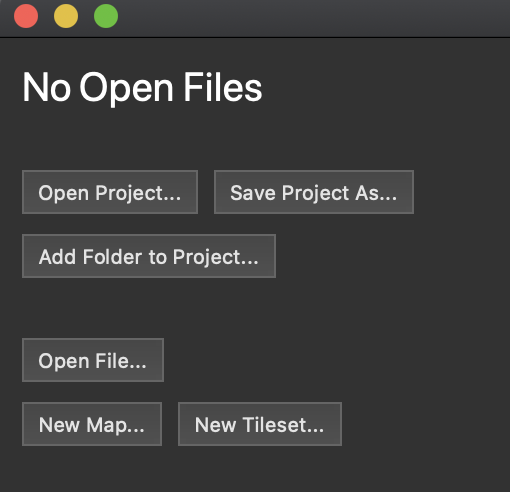 No Open Files
Open Project... Save Project As...
Add Folder to Project...
Open File...
New Map... New Tileset...